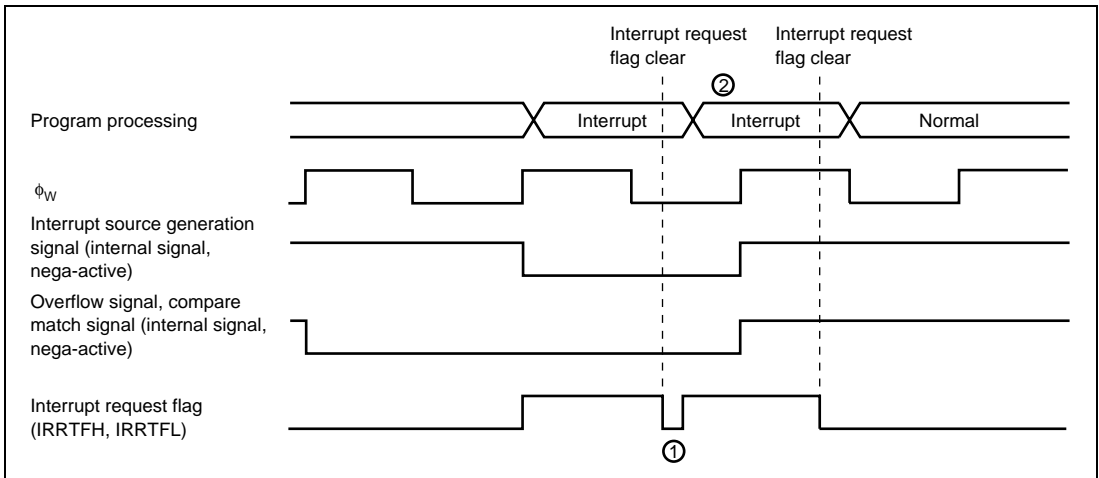 Interrupt request Interrupt request
flag clear flag clear
②
Program processing Interrupt Interrupt Normal
ϕW
Interrupt source generation
signal (internal signal,
nega-active)
Overflow signal, compare
match signal (internal signal,
nega-active)
Interrupt request flag
(IRRTFH, IRRTFL)
①